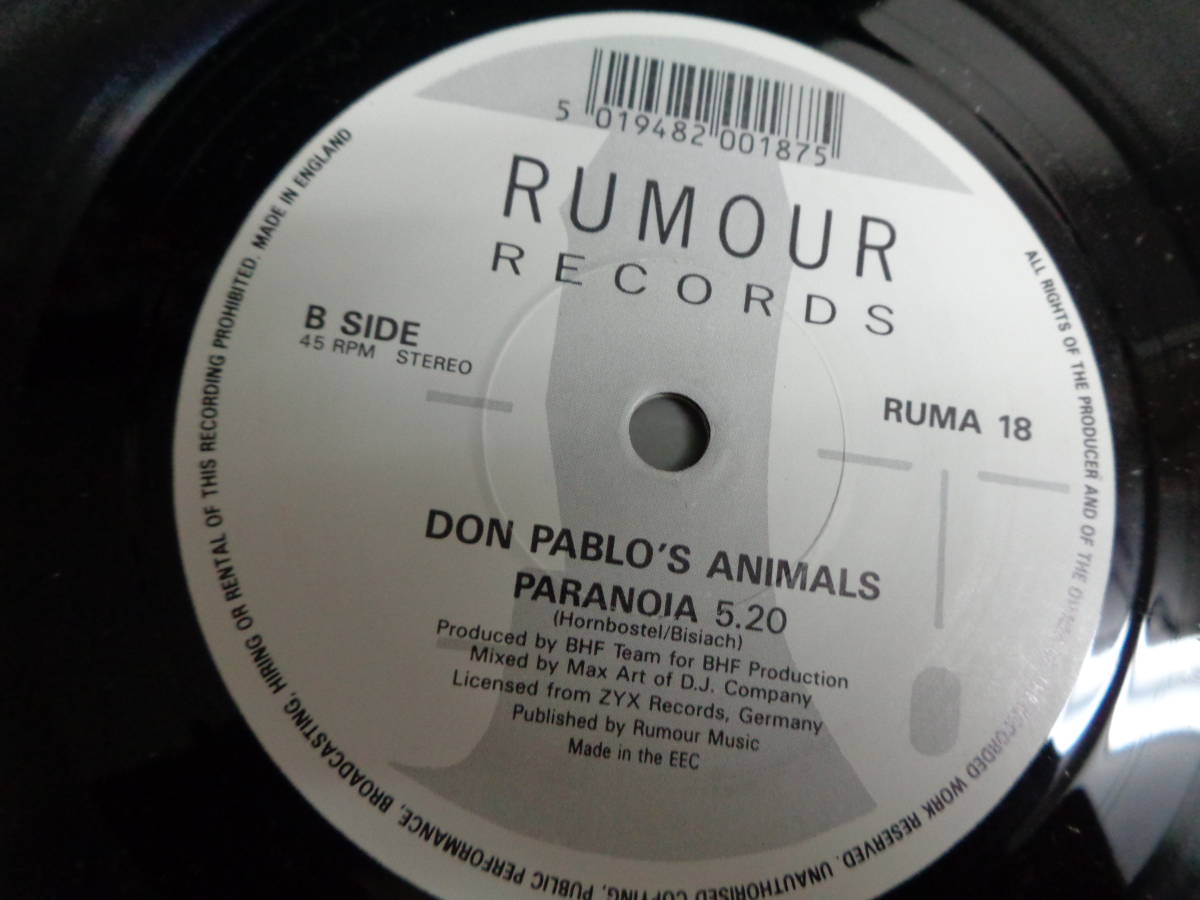 5 019482 001875
RUMOUR
RECORDS
B SIDE
45 RPM STEREO
RUMA 18
DON PABLO'S ANIMALS
PARANOIA 5.20
(Hornbostel/Bisiach)
Produced by BHF Team for BHF Production
Mixed by Max Art of D.J. Company
Licensed from ZYX Records, Germany
Published by Rumour Music
Made in the EEC
ALL RIGHTS OF THE PRODUCER AND OF THE RECORDED WORK RESERVED. UNAUTHORISED COPYING, PUBLIC PERFORMANCE, BROADCASTING, HIRING OR RENTAL OF THIS RECORDING PROHIBITED. MADE IN ENGLAND